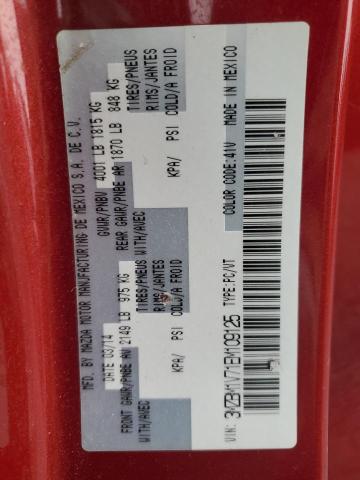 MFD. BY MAZDA MOTOR MANUFACTURING DE MEXICO S.A. DE C.V.
DATE 03/14 GVWR/PNBV 4001 LB 1815 KG
FRONT GAWR/PNBE AV 2149 LB 975 KG REAR GAWR/PNBE AR 1870 LB 848 KG
WITH/AVEC TIRES/PNEUS WITH/AVEC TIRES/PNEUS
RIMS/JANTES RIMS/JANTES
KPA/ PSI COLD/A FROID KPA/ PSI COLD/A FROID
VIN: 3MZBM1V71EM109125 TYPE:PC/VT COLOR CODE:41V MADE IN MEXICO